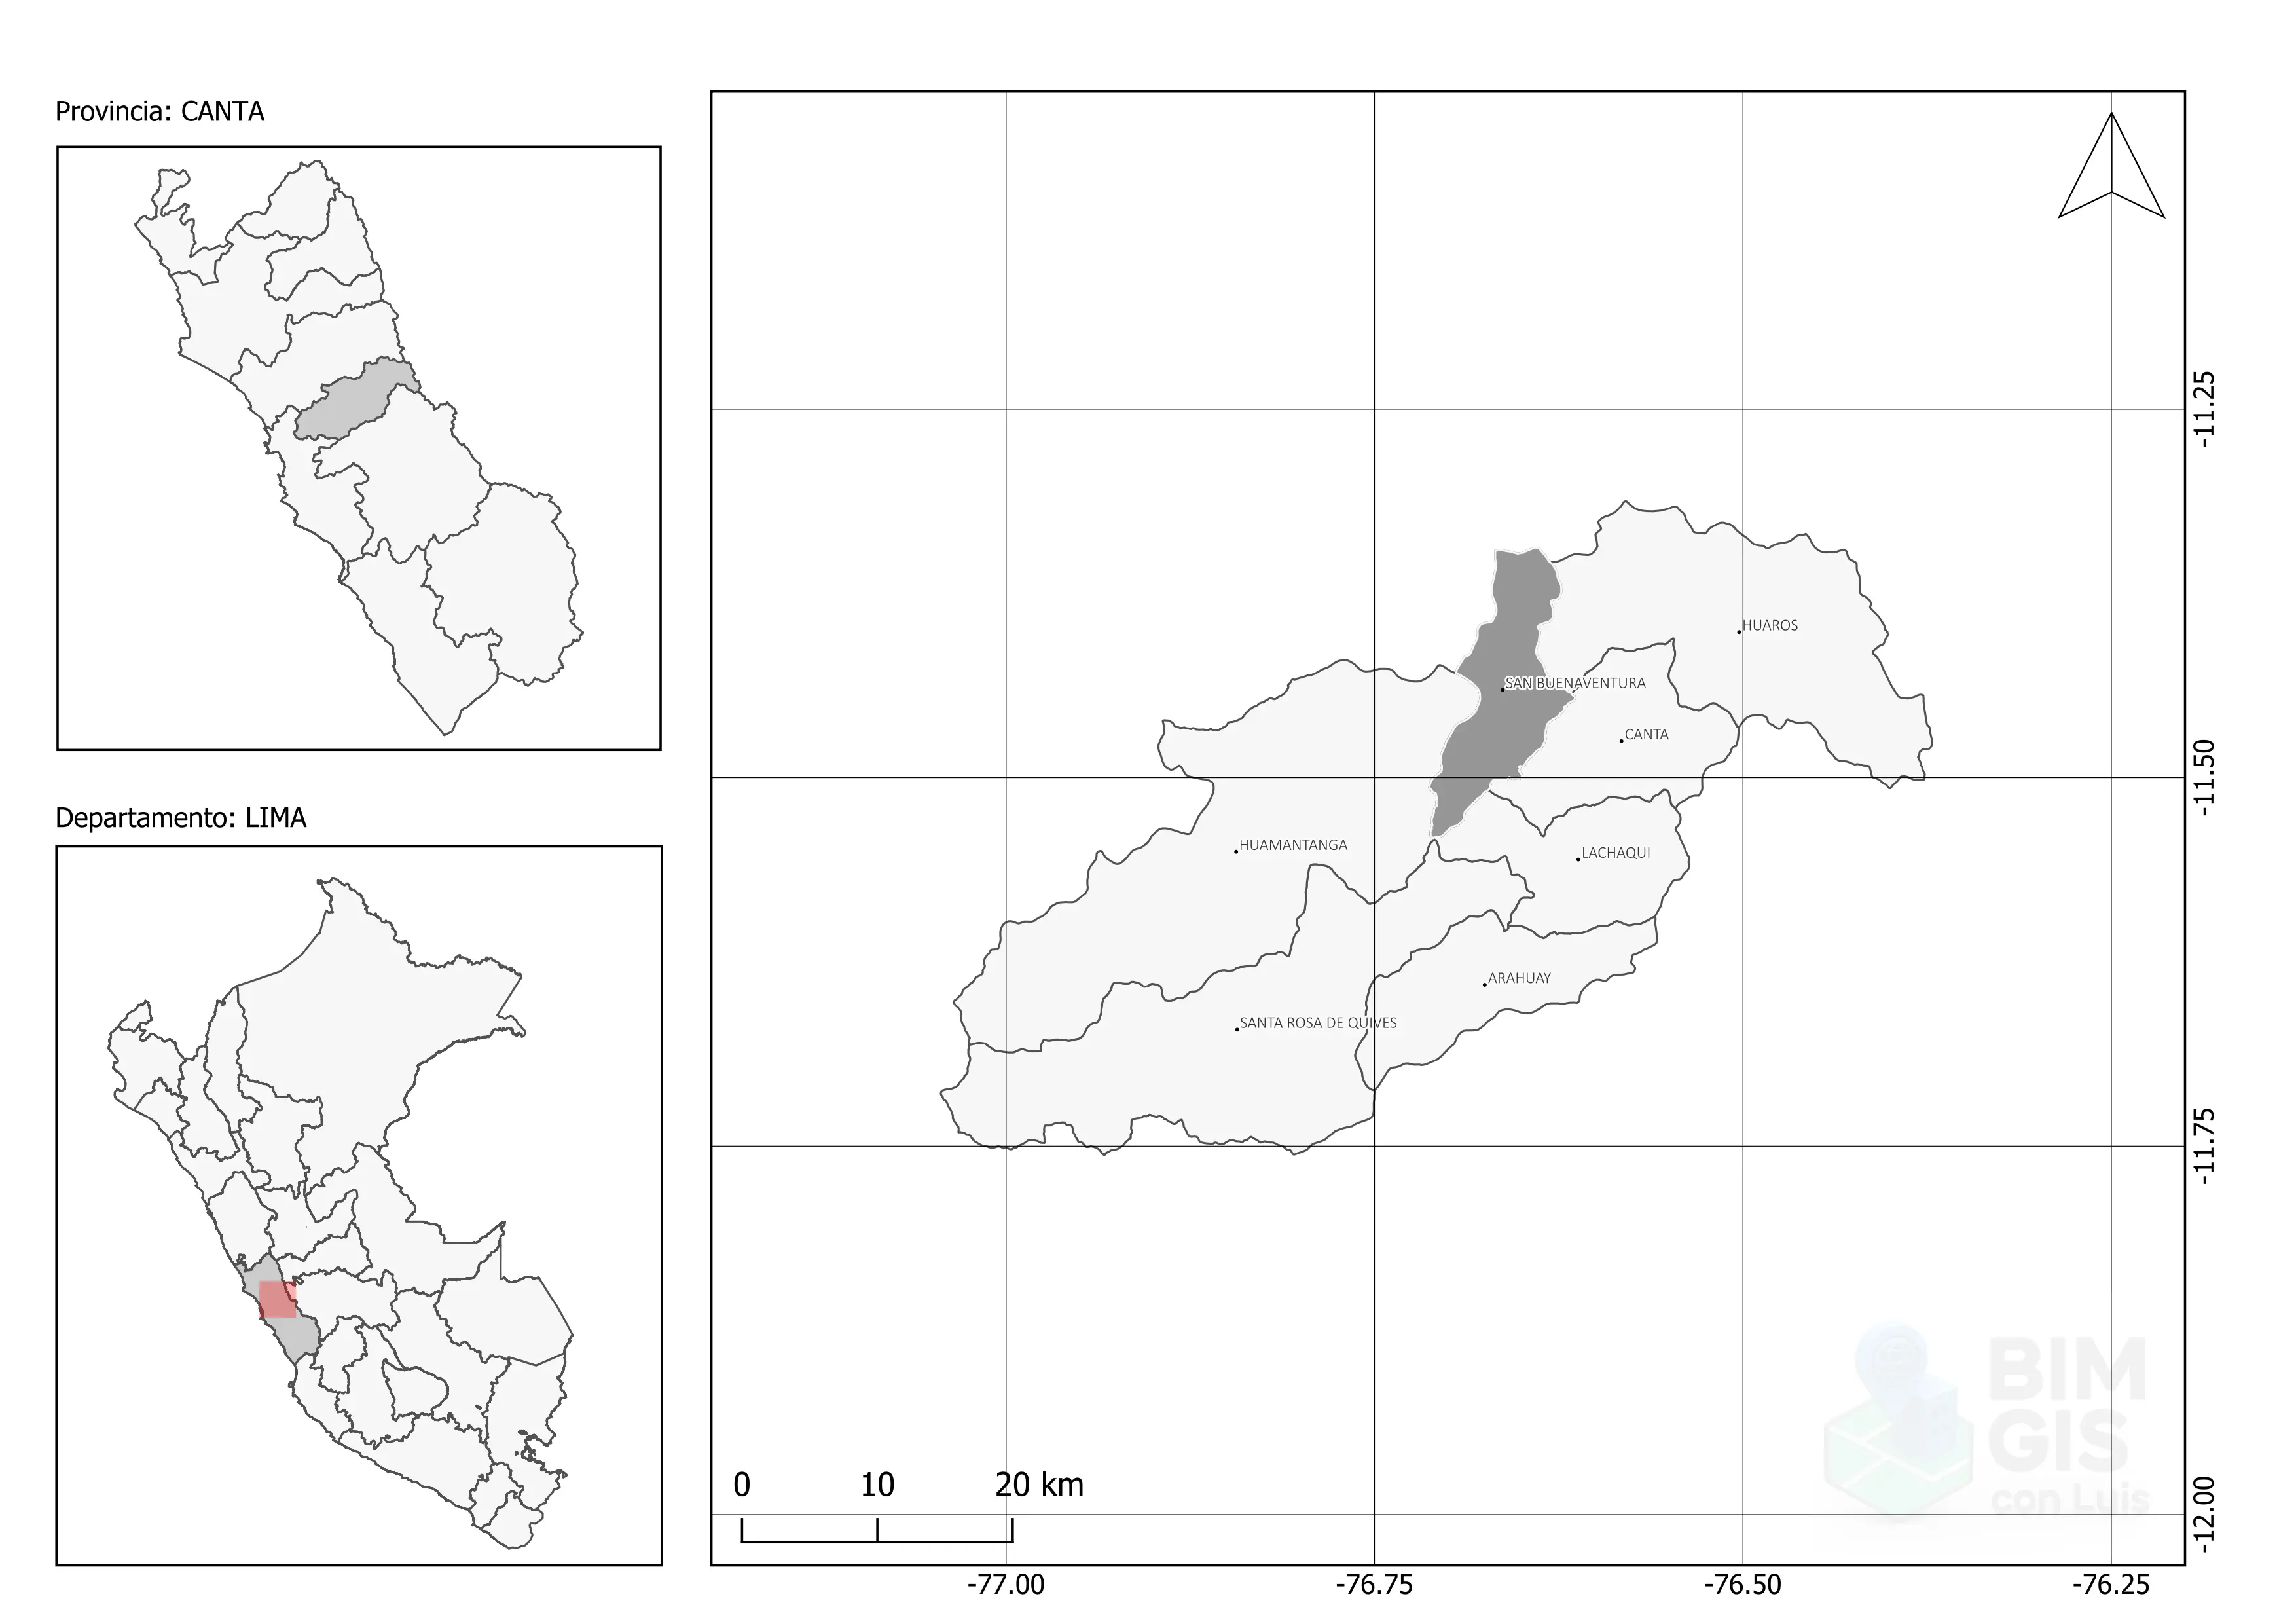 Provincia: CANTA
Departamento: LIMA
HUAROS
SAN BUENAVENTURA
CANTA
HUAMANTANGA
LACHAQUI
ARAHUAY
SANTA ROSA DE QUIVES
-11.25
-11.50
-11.75
-12.00
BIM
GIS
con Luis
0 10 20 km
-77.00 -76.75 -76.50 -76.25